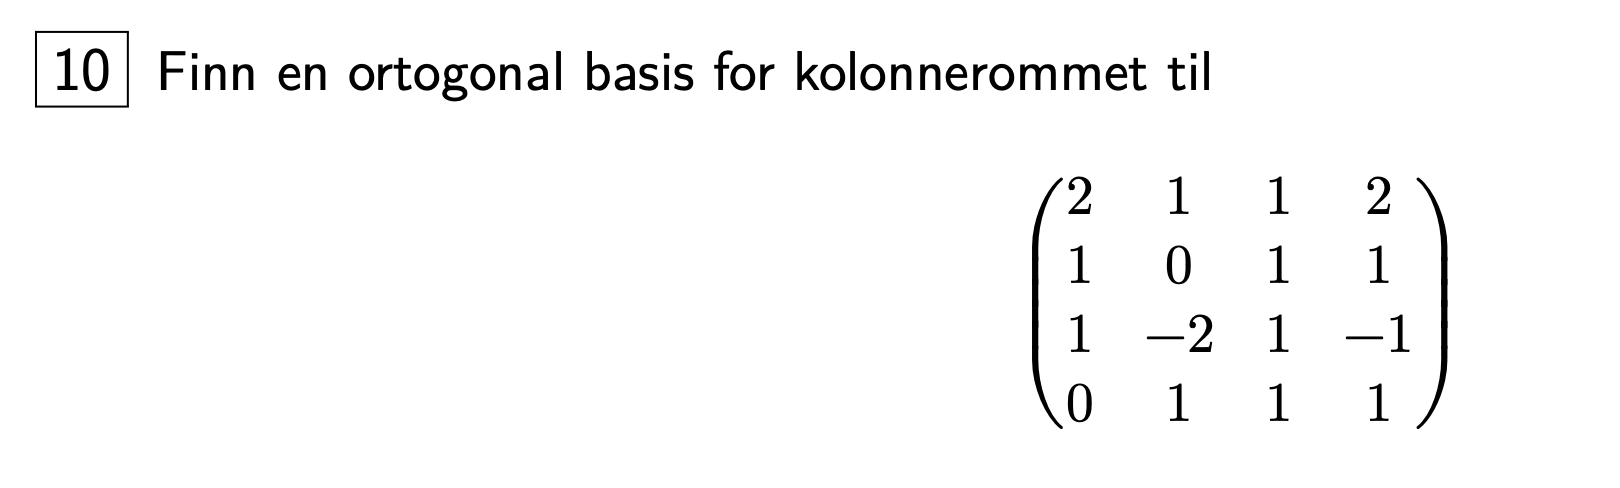 10 Finn en ortogonal basis for kolonnerommet til
2 1 1 2
1 0 1 1
1 −2 1 −1
0 1 1 1